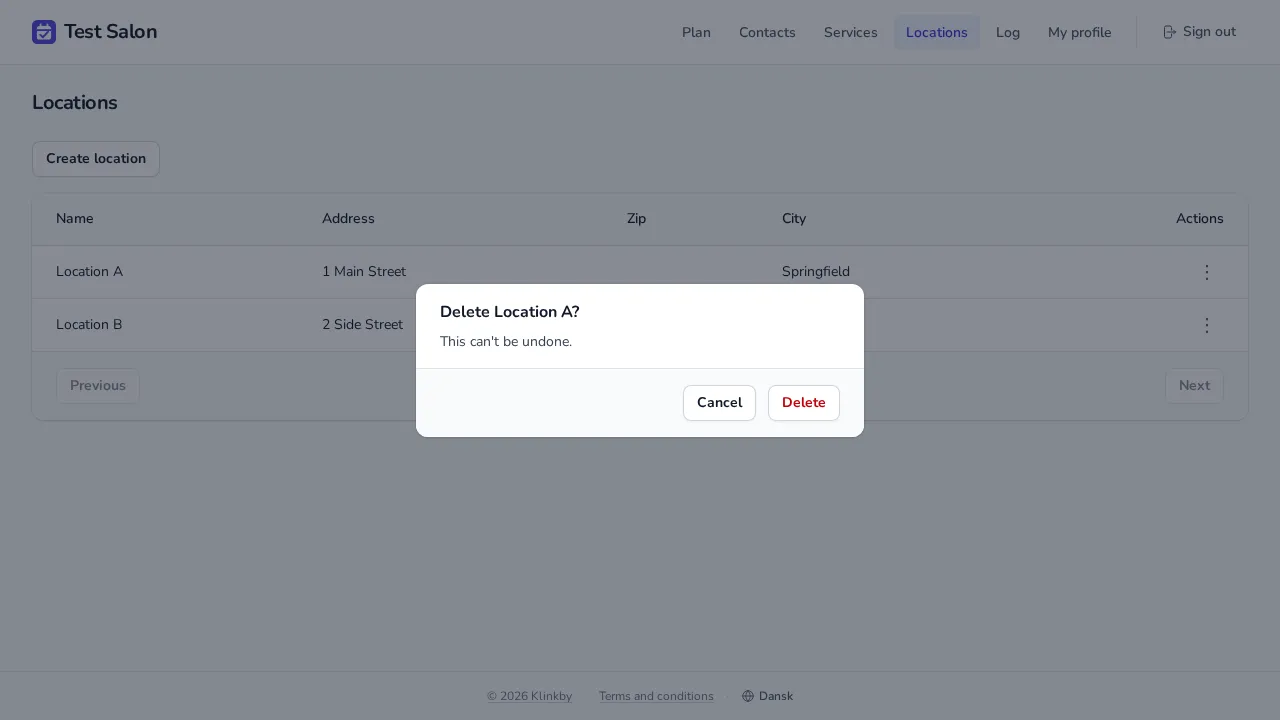 Test Salon
Plan
Contacts
Services
Locations
Log
My profile
Sign out
Locations
Create location
Name Address Zip City Actions
Location A 1 Main Street Springfield
Location B 2 Side Street
Delete Location A?
This can't be undone.
Cancel
Delete
Previous
Next
© 2026 Klinkby
Terms and conditions
Dansk